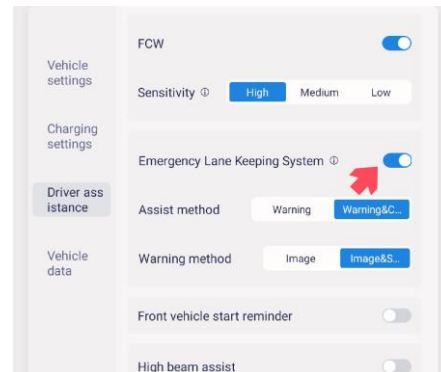 FCW
Vehicle
settings
Sensitivity ⓘ High Medium Low
Charging
settings
Emergency Lane Keeping System ⓘ
Driver ass
istance
Assist method Warning Warning&C...
Vehicle
data
Warning method Image Image&S...
Front vehicle start reminder
High beam assist